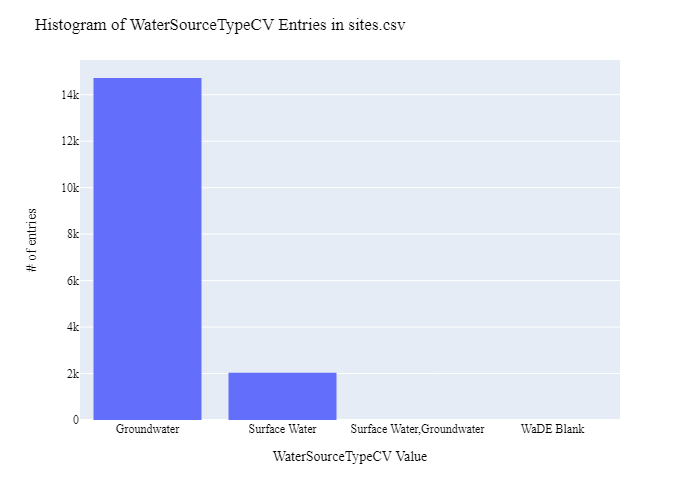 Histogram of WaterSourceTypeCV Entries in sites.csv
14k
12k
10k
8k
6k
4k
2k
0
# of entries
Groundwater
Surface Water
Surface Water,Groundwater
WaDE Blank
WaterSourceTypeCV Value